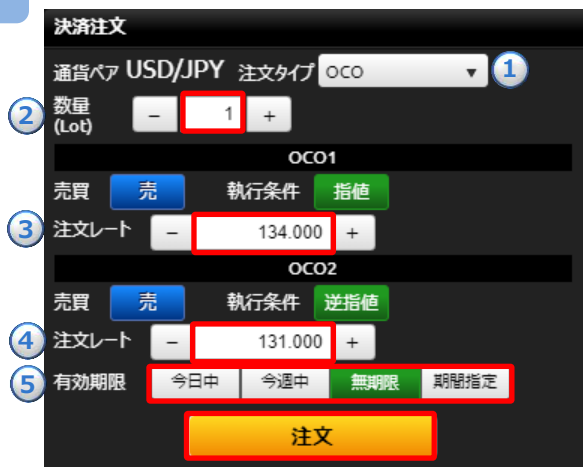 決済注文
通貨ペア USD/JPY 注文タイプ OCO ▼ 1
2 数量 (Lot) − 1 +
OCO1
売買 売 執行条件 指値
3 注文レート − 134.000 +
OCO2
売買 売 執行条件 逆指値
4 注文レート − 131.000 +
5 有効期限 今日中 今週中 無期限 期間指定
注文